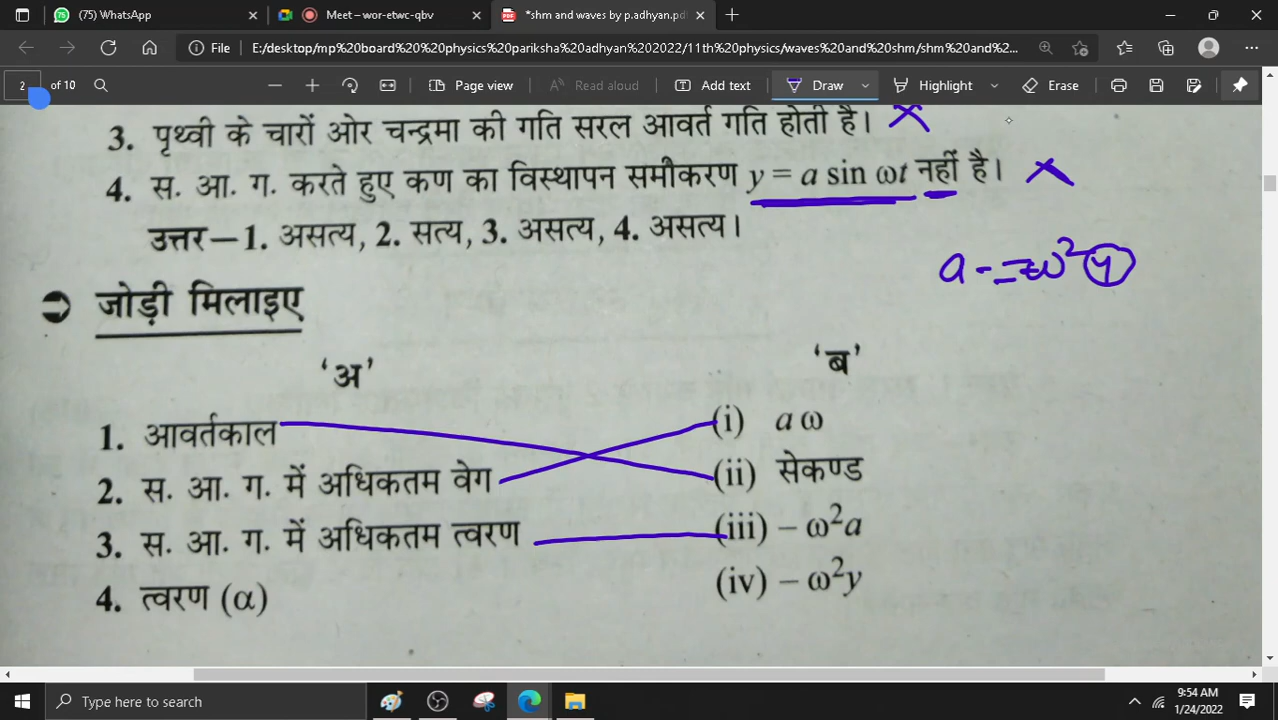 (75) WhatsApp
Meet – wor-etwc-qbv
*shm and waves by p.adhyan.pdf
File
E:/desktop/mp%20board%20%20physics%20pariksha%20adhyan%202022/11th%20physics/waves%20and%20shm/shm%20and%2...
2 of 10
Page view
Read aloud
Add text
Draw
Highlight
Erase
3. पृथ्वी के चारों ओर चन्द्रमा की गति सरल आवर्त गति होती है।
4. स. आ. ग. करते हुए कण का विस्थापन समीकरण y = a sin ωt नहीं है।
उत्तर—1. असत्य, 2. सत्य, 3. असत्य, 4. असत्य।
जोड़ी मिलाइए
‘अ’ ‘ब’
1. आवर्तकाल (i) a ω
2. स. आ. ग. में अधिकतम वेग (ii) सेकण्ड
3. स. आ. ग. में अधिकतम त्वरण (iii) – ω²a
4. त्वरण (α) (iv) – ω²y
Type here to search
9:54 AM
1/24/2022